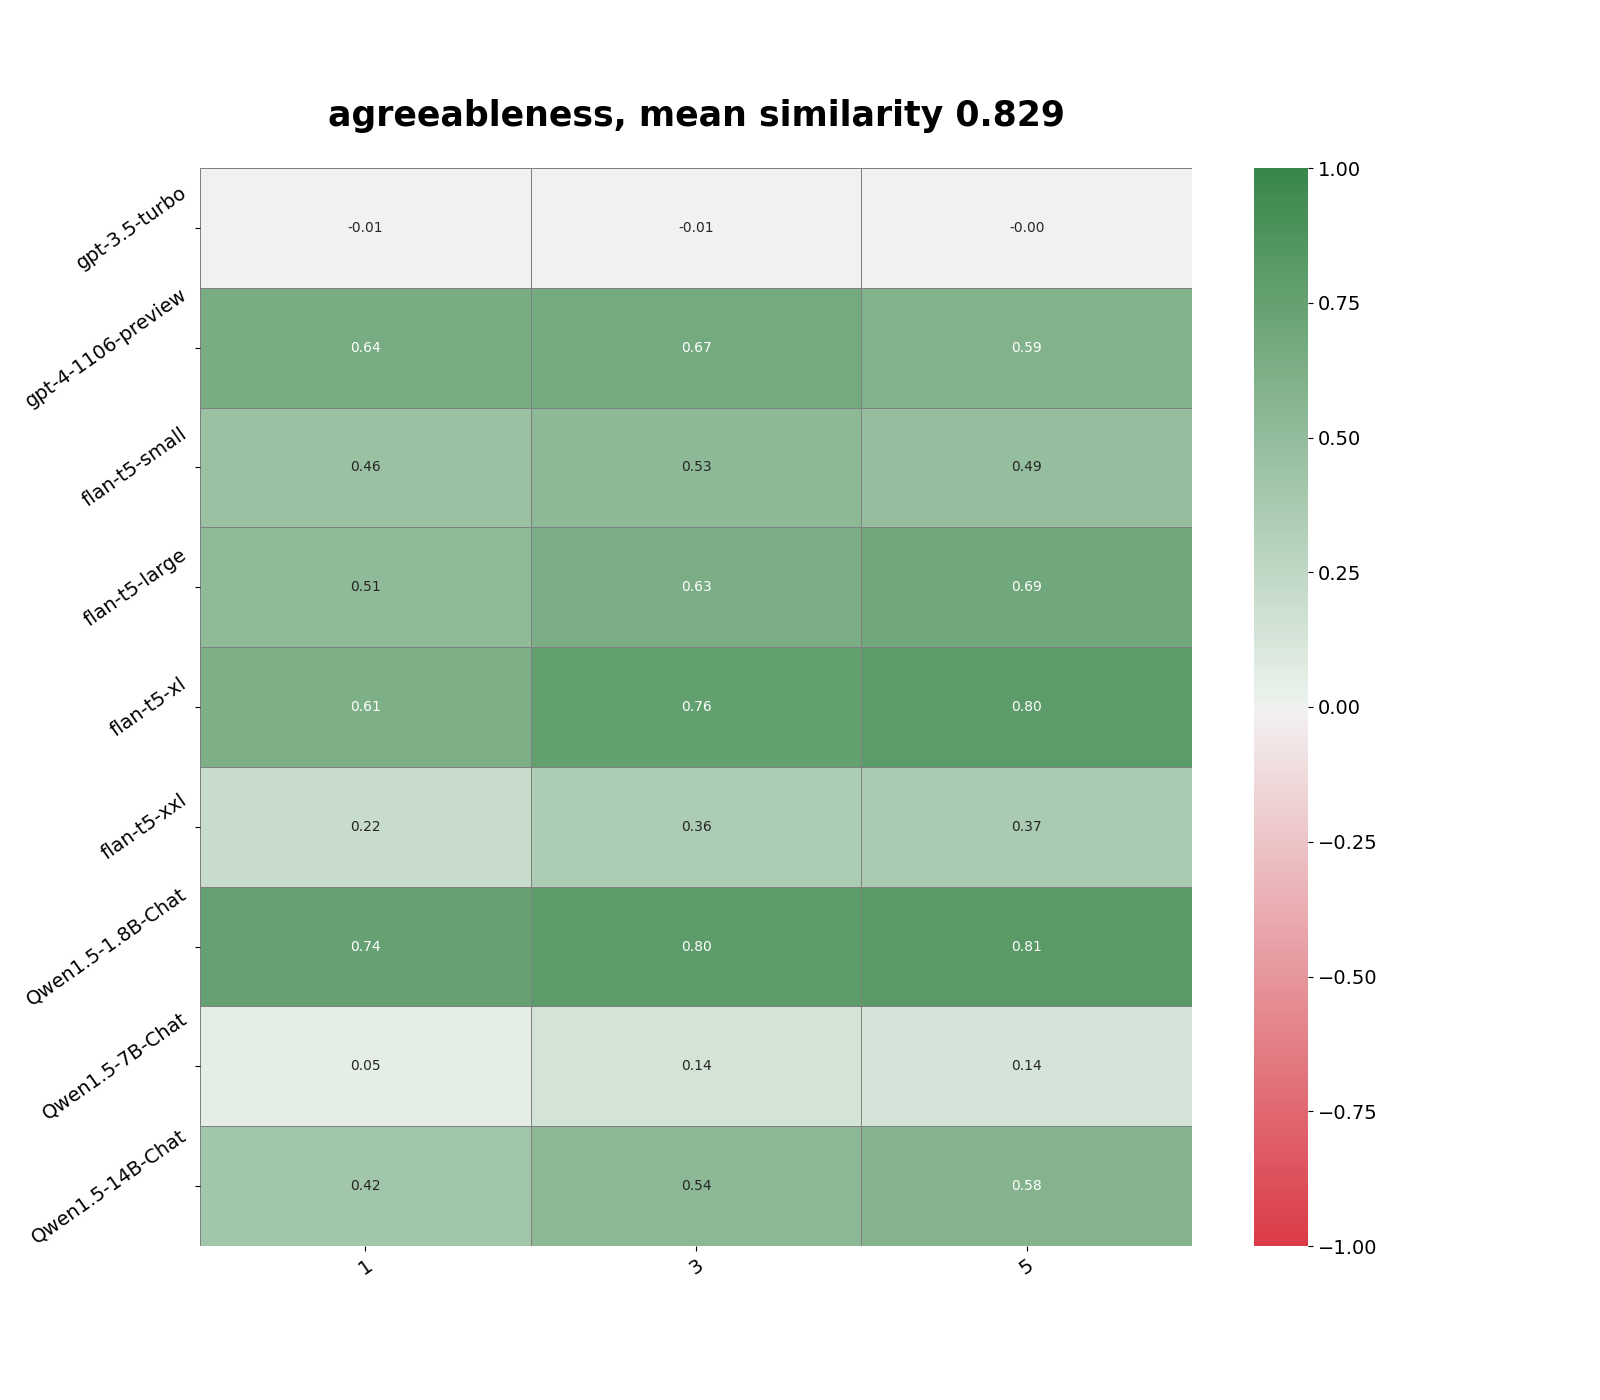 agreeableness, mean similarity 0.829
gpt-3.5-turbo -0.01 -0.01 -0.00
gpt-4-1106-preview 0.64 0.67 0.59
flan-t5-small 0.46 0.53 0.49
flan-t5-large 0.51 0.63 0.69
flan-t5-xl 0.61 0.76 0.80
flan-t5-xxl 0.22 0.36 0.37
Qwen1.5-1.8B-Chat 0.74 0.80 0.81
Qwen1.5-7B-Chat 0.05 0.14 0.14
Qwen1.5-14B-Chat 0.42 0.54 0.58
1 3 5
1.00
0.75
0.50
0.25
0.00
−0.25
−0.50
−0.75
−1.00